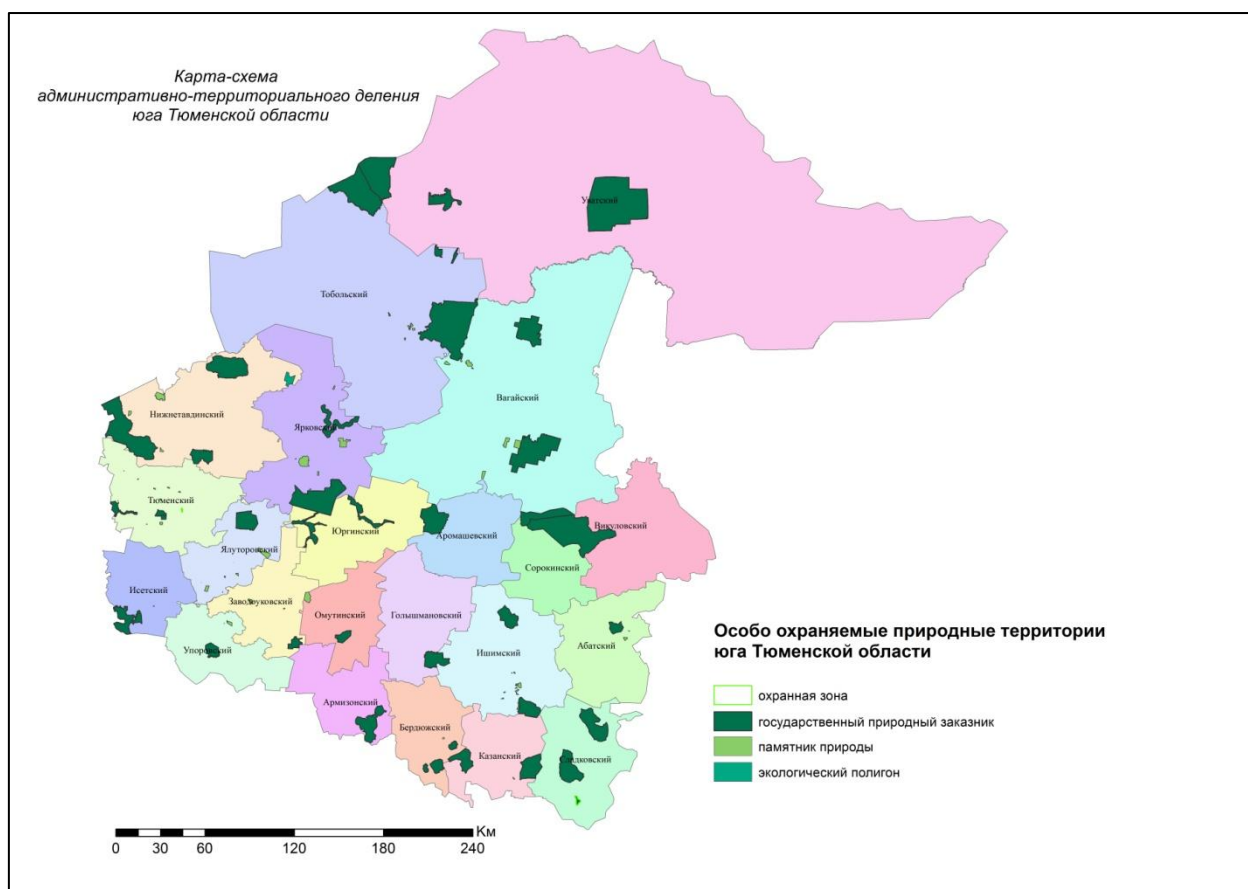 Карта-схема
административно-территориального деления
юга Тюменской области
Уватский
Тобольский
Вагайский
Нижнетавдинский
Ярковский
Тюменский
Юргинский
Аромашевский
Викуловский
Ялуторовский
Сорокинский
Исетский
Заводоуковский
Омутинский
Голышмановский
Упоровский
Ишимский
Абатский
Армизонский
Бердюжский
Казанский
Сладковский
Особо охраняемые природные территории
юга Тюменской области
охранная зона
государственный природный заказник
памятник природы
экологический полигон
Км
0 30 60 120 180 240